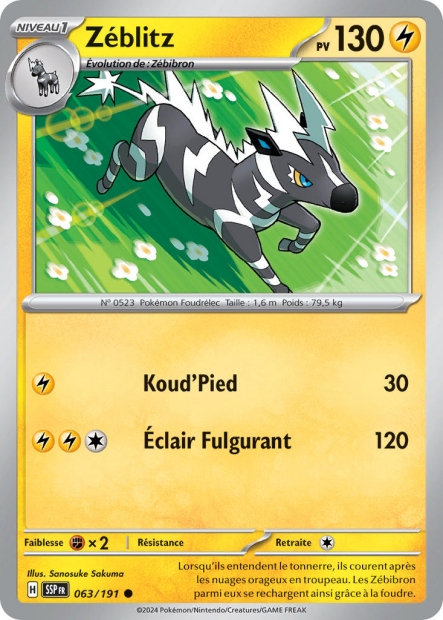 NIVEAU 1
Zéblitz
PV 130
Évolution de : Zébibron
N° 0523 Pokémon Foudrélec Taille : 1,6 m Poids : 79,5 kg
Koud'Pied 30
Éclair Fulgurant 120
Faiblesse ×2 Résistance Retraite
Illus. Sanosuke Sakuma
H SSP FR 063/191
Lorsqu'ils entendent le tonnerre, ils courent après
les nuages orageux en troupeau. Les Zébibron
parmi eux se rechargent ainsi grâce à la foudre.
©2024 Pokémon/Nintendo/Creatures/GAME FREAK